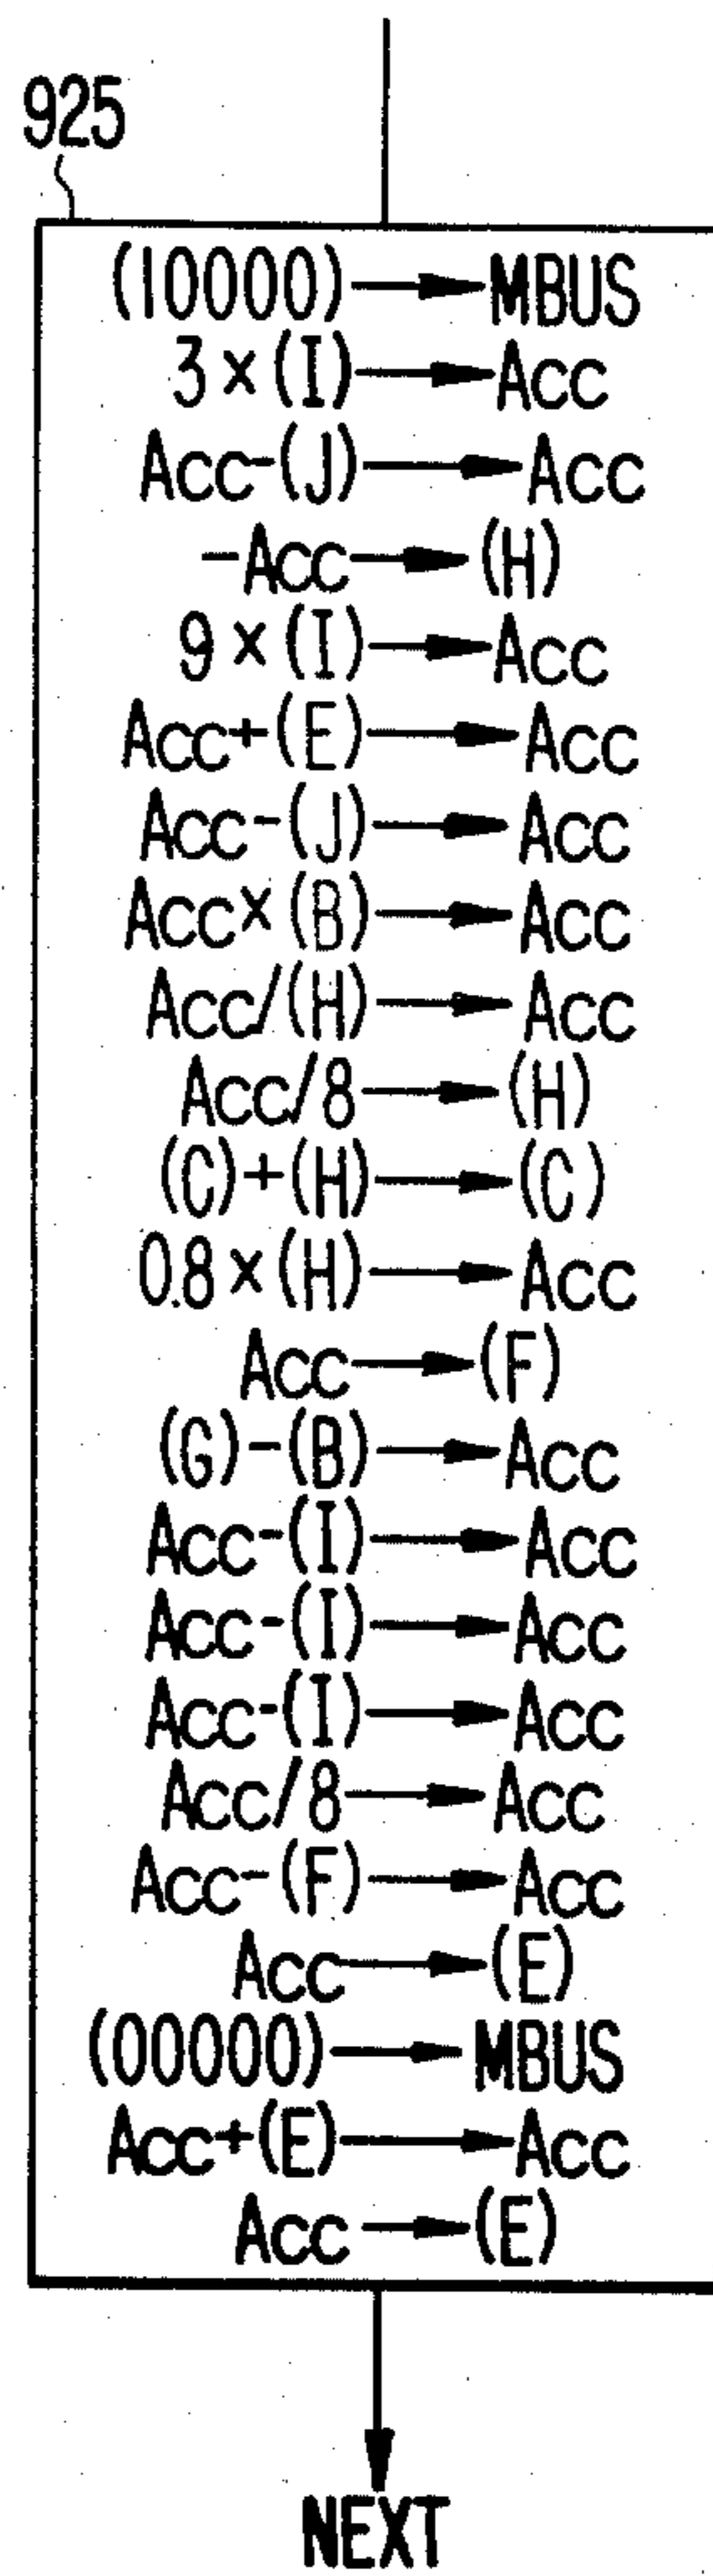 925
(10000)→MBUS
3×(I)→Acc
Acc-(J)→Acc
-Acc→(H)
9×(I)→Acc
Acc+(E)→Acc
Acc-(J)→Acc
Acc×(B)→Acc
Acc/(H)→Acc
Acc/8→(H)
(C)+(H)→(C)
0.8×(H)→Acc
Acc→(F)
(G)-(B)→Acc
Acc-(I)→Acc
Acc-(I)→Acc
Acc-(I)→Acc
Acc/8→Acc
Acc-(F)→Acc
Acc→(E)
(00000)→MBUS
Acc+(E)→Acc
Acc→(E)
NEXT